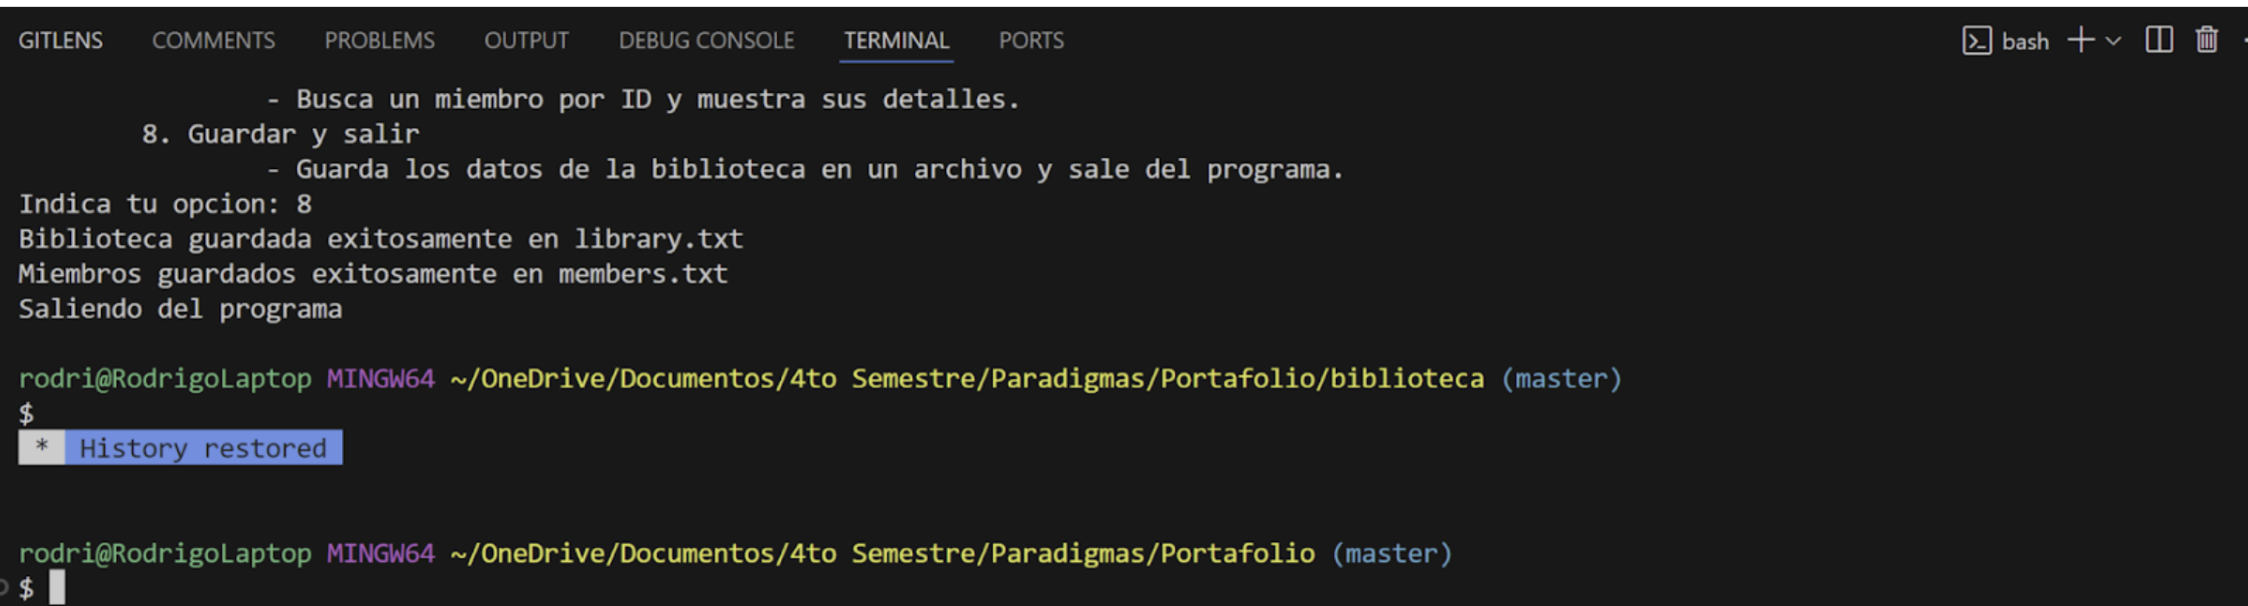 GITLENS COMMENTS PROBLEMS OUTPUT DEBUG CONSOLE TERMINAL PORTS bash
- Busca un miembro por ID y muestra sus detalles.
8. Guardar y salir
- Guarda los datos de la biblioteca en un archivo y sale del programa.
Indica tu opcion: 8
Biblioteca guardada exitosamente en library.txt
Miembros guardados exitosamente en members.txt
Saliendo del programa
rodri@RodrigoLaptop MINGW64 ~/OneDrive/Documentos/4to Semestre/Paradigmas/Portafolio/biblioteca (master)
$
* History restored
rodri@RodrigoLaptop MINGW64 ~/OneDrive/Documentos/4to Semestre/Paradigmas/Portafolio (master)
$